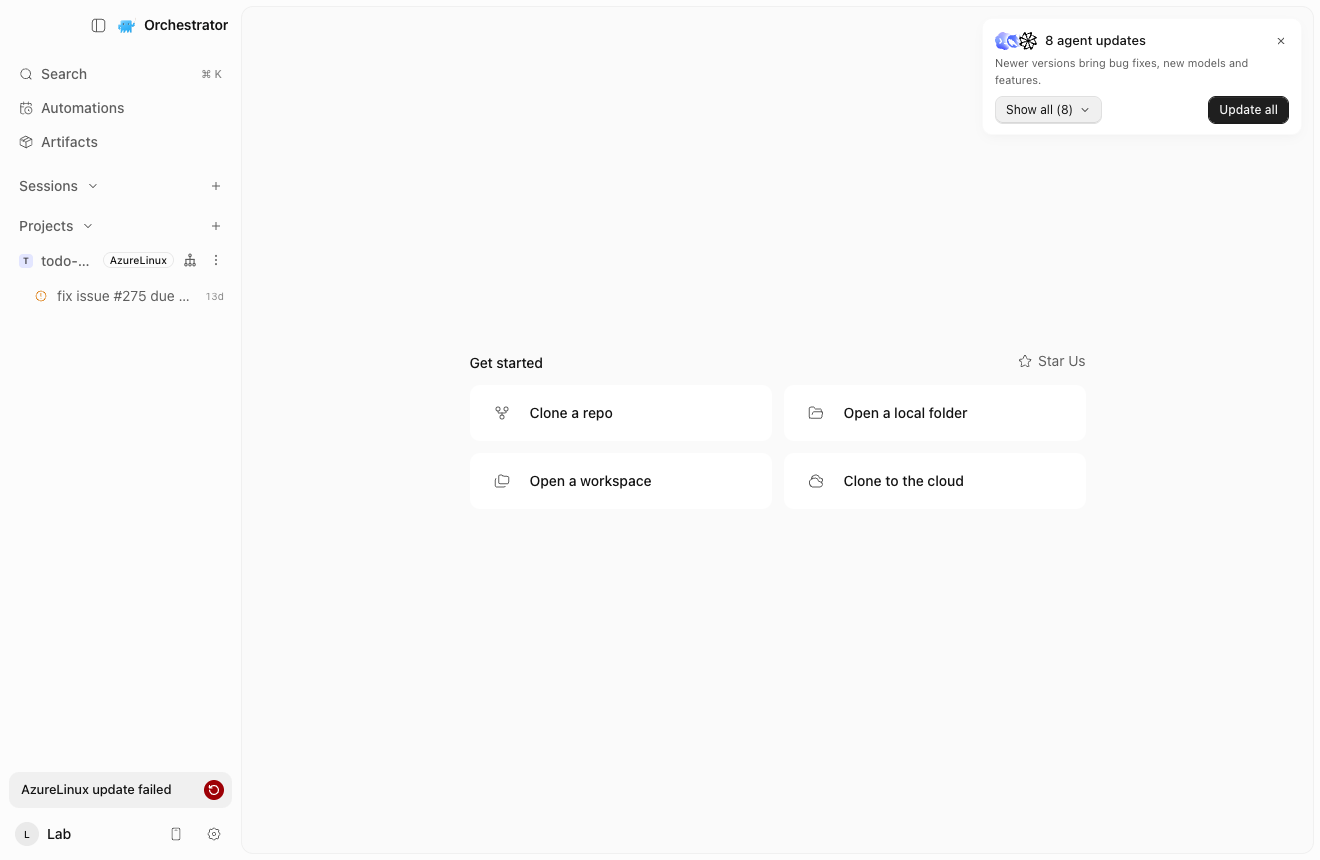 Orchestrator
Search
⌘ K
Automations
Artifacts
Sessions
Projects
T
todo-...
AzureLinux
fix issue #275 due ...
13d
AzureLinux update failed
L
Lab
8 agent updates
Newer versions bring bug fixes, new models and
features.
Show all (8)
Update all
Get started
Star Us
Clone a repo
Open a local folder
Open a workspace
Clone to the cloud